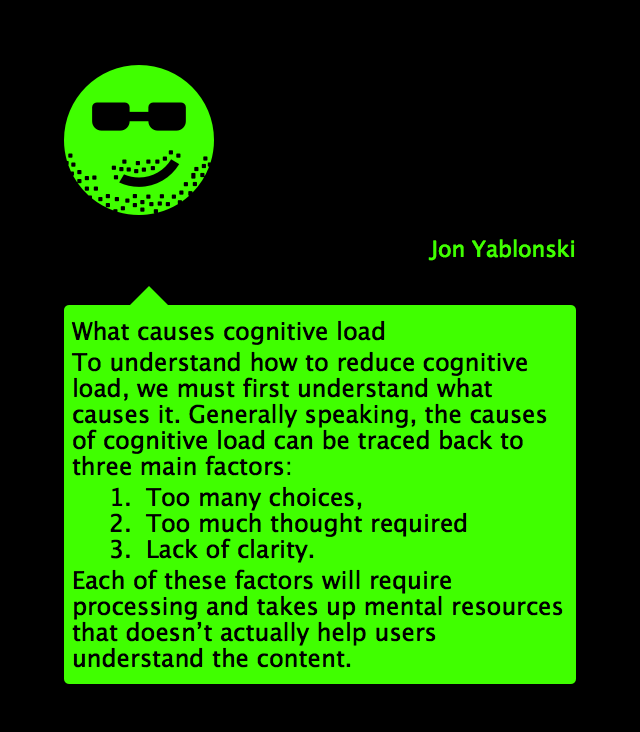 Jon Yablonski
What causes cognitive load
To understand how to reduce cognitive
load, we must first understand what
causes it. Generally speaking, the causes
of cognitive load can be traced back to
three main factors:
1. Too many choices,
2. Too much thought required
3. Lack of clarity.
Each of these factors will require
processing and takes up mental resources
that doesn’t actually help users
understand the content.